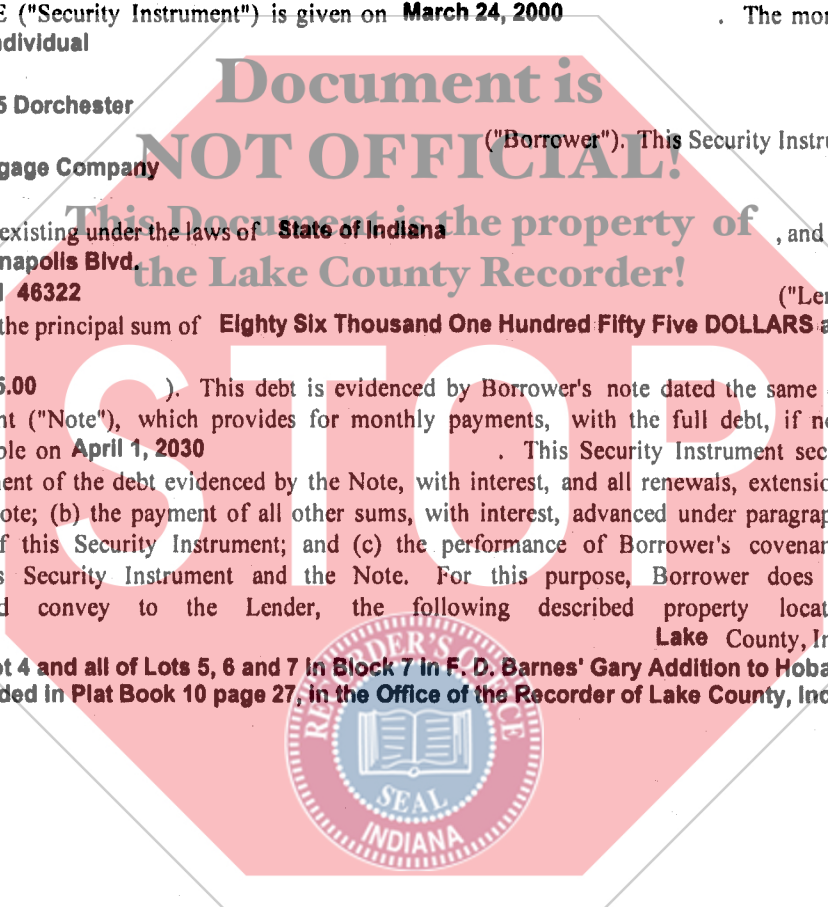 E ("Security Instrument") is given on March 24, 2000 . The mor
ndividual
Document is
5 Dorchester
NOT OFFICIAL!
("Borrower"). This Security Instru
gage Company
This Document is the property of
existing under the laws of State of Indiana , and
napolis Blvd.
the Lake County Recorder!
46322
("Len
the principal sum of Eighty Six Thousand One Hundred Fifty Five DOLLARS a
STOP
5.00 ). This debt is evidenced by Borrower's note dated the same
nt ("Note"), which provides for monthly payments, with the full debt, if no
ble on April 1, 2030 . This Security Instrument sec
ment of the debt evidenced by the Note, with interest, and all renewals, extensio
ote; (b) the payment of all other sums, with interest, advanced under paragrap
f this Security Instrument; and (c) the performance of Borrower's covenan
s Security Instrument and the Note. For this purpose, Borrower does
d convey to the Lender, the following described property locat
Lake County, In
ot 4 and all of Lots 5, 6 and 7 in Block 7 in F. D. Barnes' Gary Addition to Hoba
ded in Plat Book 10 page 27, in the Office of the Recorder of Lake County, Ind
RECORDER'S OFFICE
SEAL
INDIANA